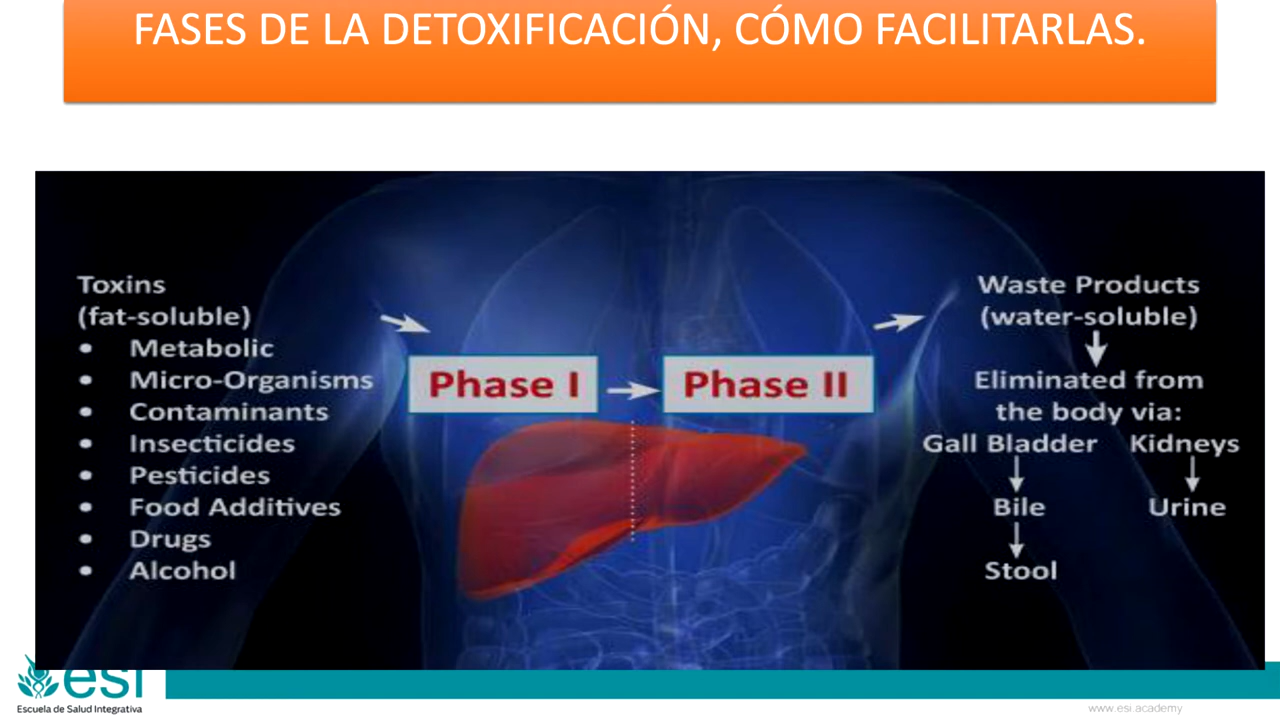 FASES DE LA DETOXIFICACIÓN, CÓMO FACILITARLAS.
Toxins
(fat-soluble)
• Metabolic
• Micro-Organisms
• Contaminants
• Insecticides
• Pesticides
• Food Additives
• Drugs
• Alcohol
Phase I
Phase II
Waste Products
(water-soluble)
Eliminated from
the body via:
Gall Bladder Kidneys
Bile Urine
Stool
esi
Escuela de Salud Integrativa
www.esi.academy